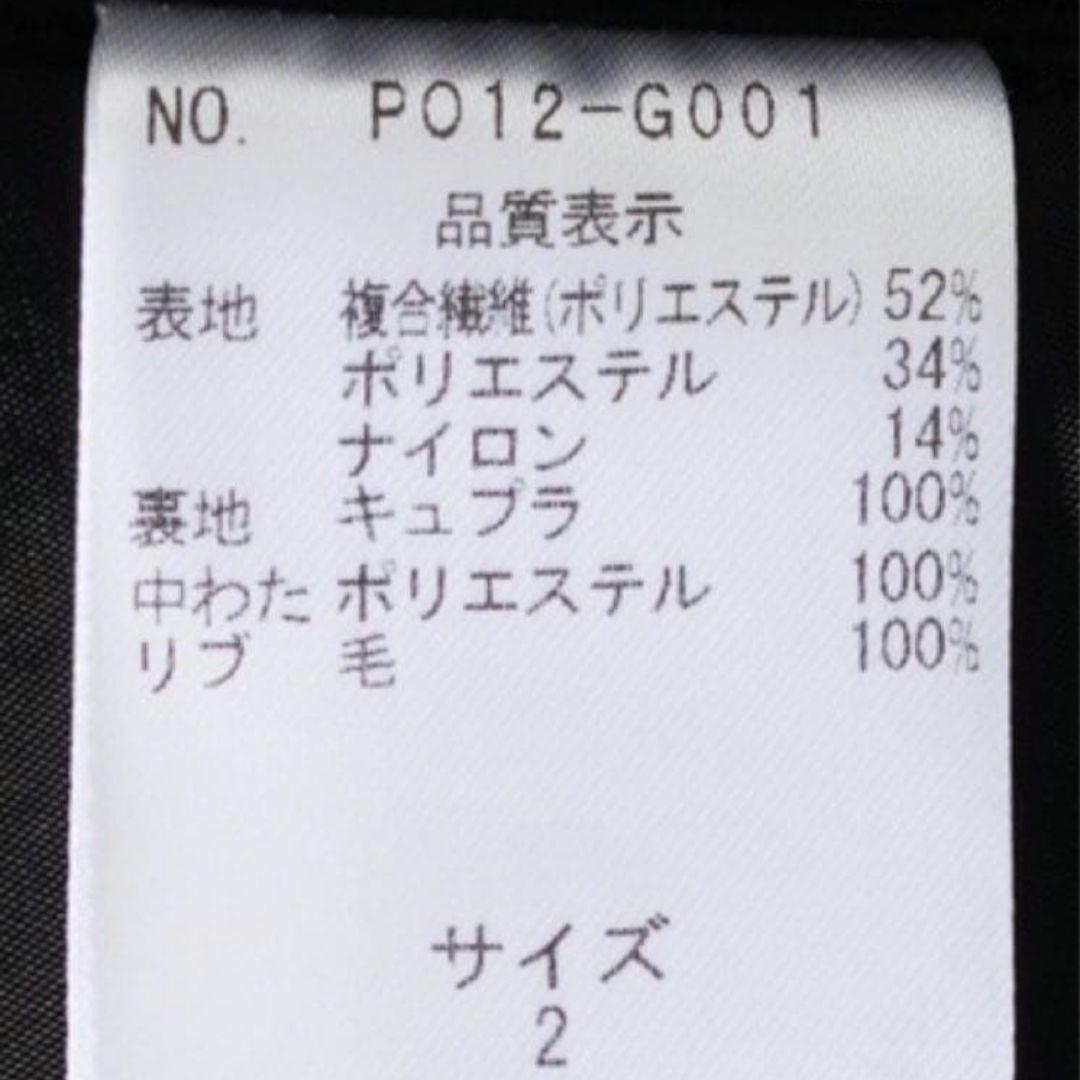 NO. PO12-G001
品質表示
表地 複合繊維(ポリエステル) 52%
ポリエステル 34%
ナイロン 14%
裏地 キュプラ 100%
中わた ポリエステル 100%
リブ 毛 100%
サイズ
2